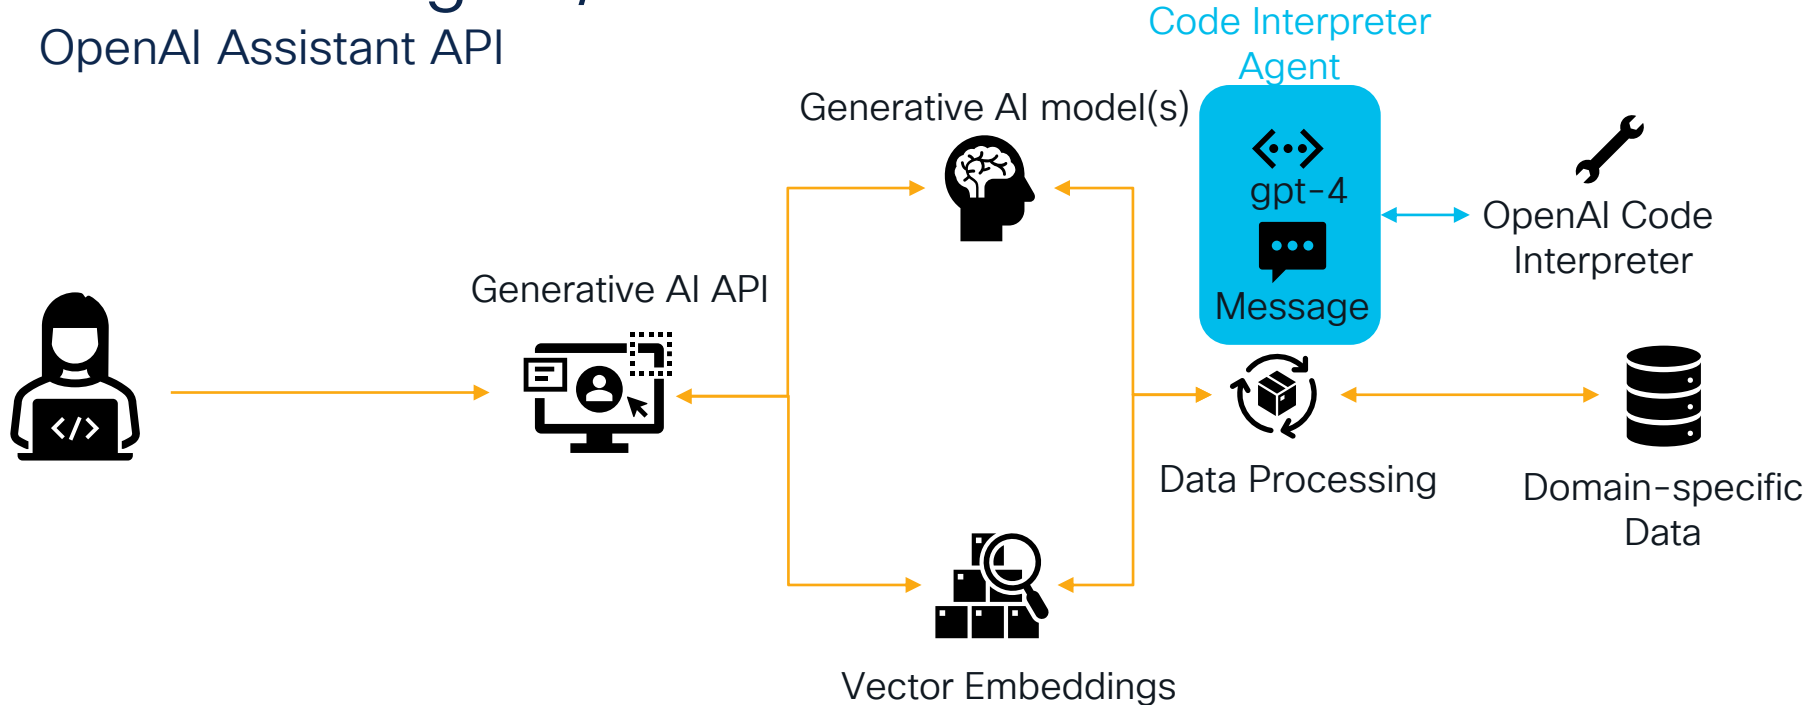 OpenAI Assistant API
Code Interpreter
Agent
Generative AI model(s)
gpt-4
Message
OpenAI Code
Interpreter
Generative AI API
</>
Data Processing
Domain-specific
Data
Vector Embeddings